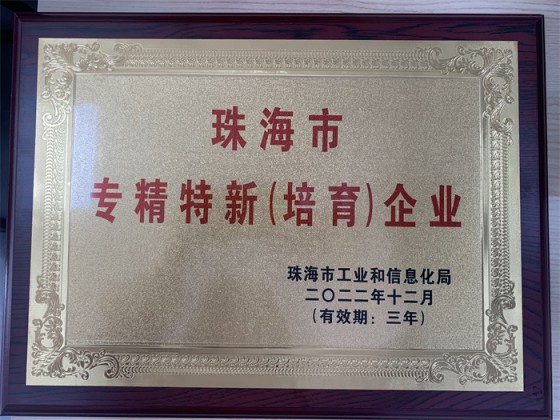 珠海市
专精特新(培育)企业
珠海市工业和信息化局
二〇二二年十二月
(有效期：三年)